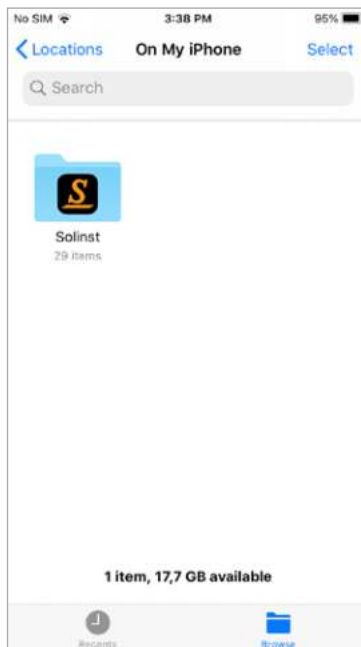 No SIM 3:38 PM 95%
Locations On My iPhone Select
Search
S
Solinst
29 items
1 item, 17,7 GB available
Recents Browse